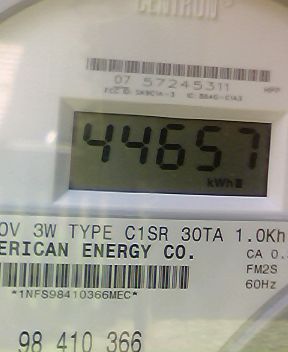 CENTRON
07 57245311
44657
kWh
0V 3W TYPE C1SR 30TA 1.0Kh
ERICAN ENERGY CO.
CA 0.
FM2S
60Hz
*1NFS98410366MEC*
98 410 366